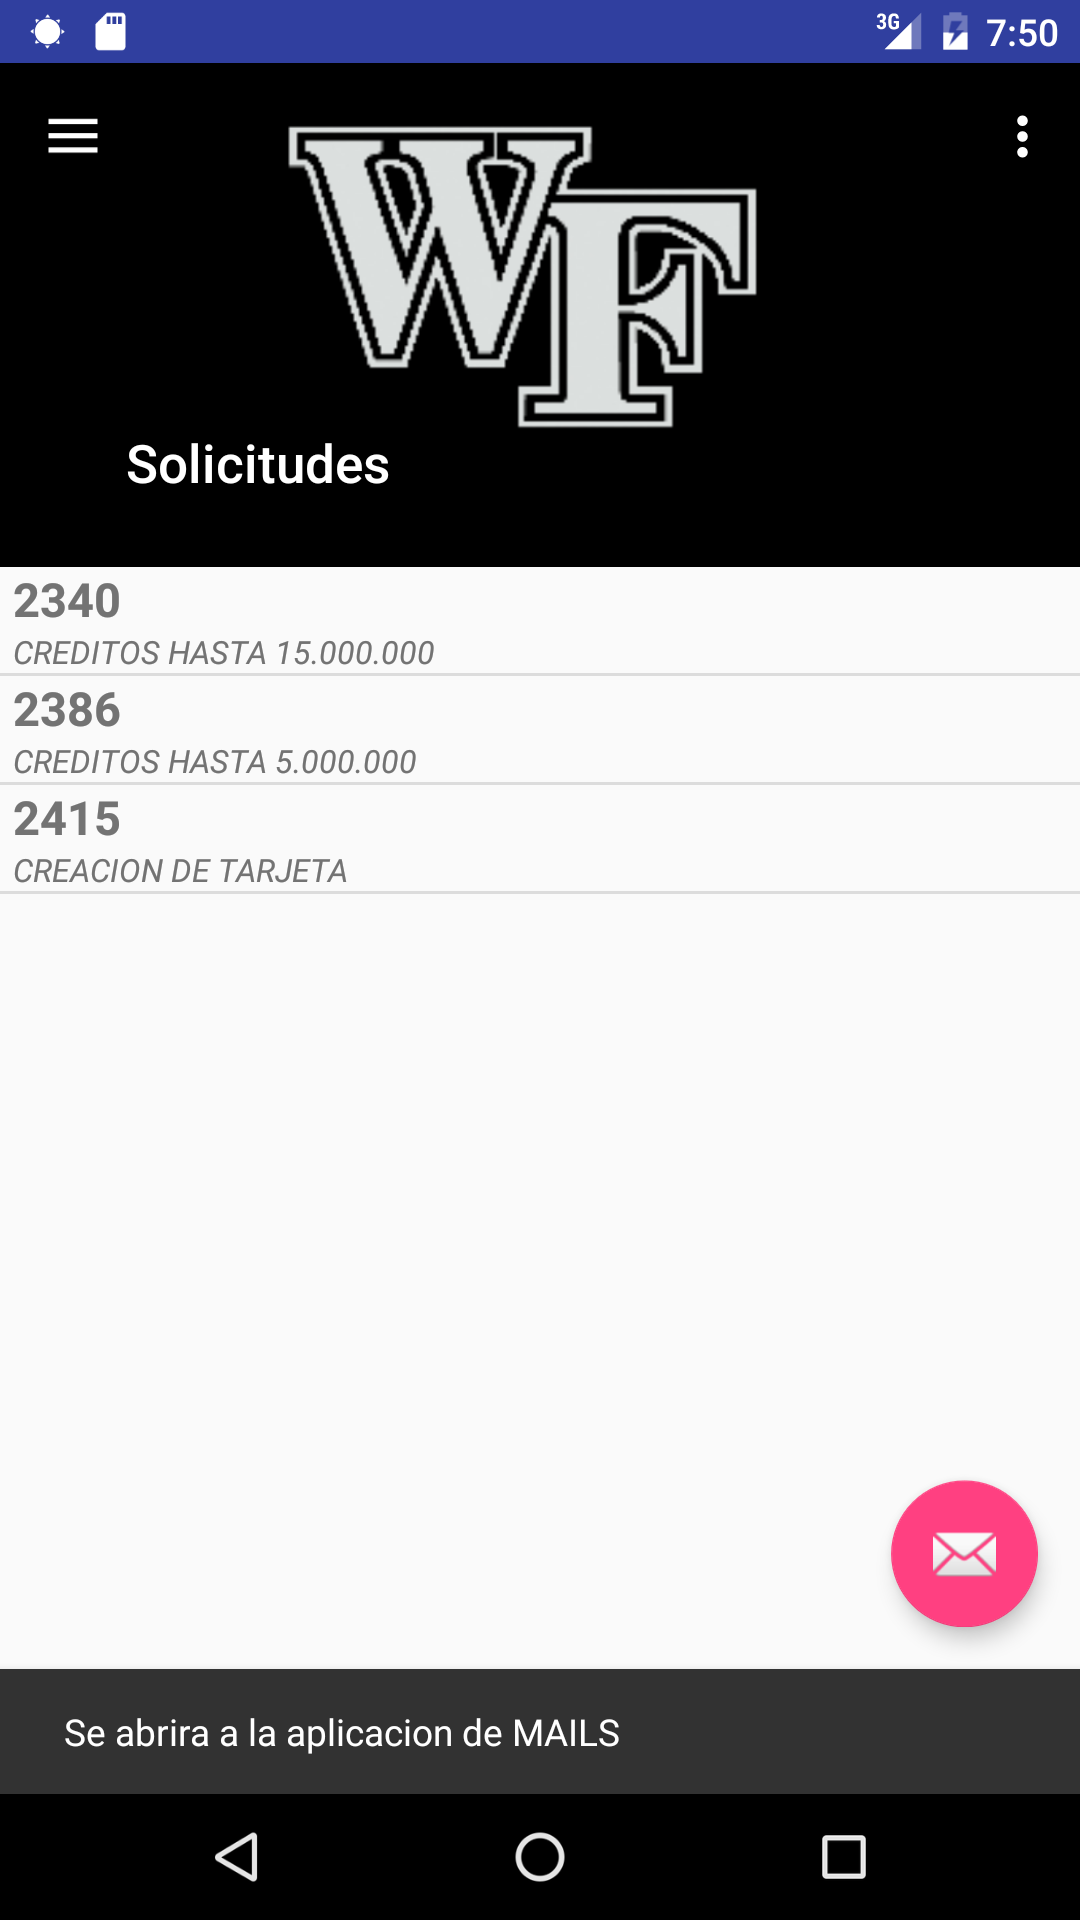 3G 7:50
WF
Solicitudes
2340
CREDITOS HASTA 15.000.000
2386
CREDITOS HASTA 5.000.000
2415
CREACION DE TARJETA
Se abrira a la aplicacion de MAILS